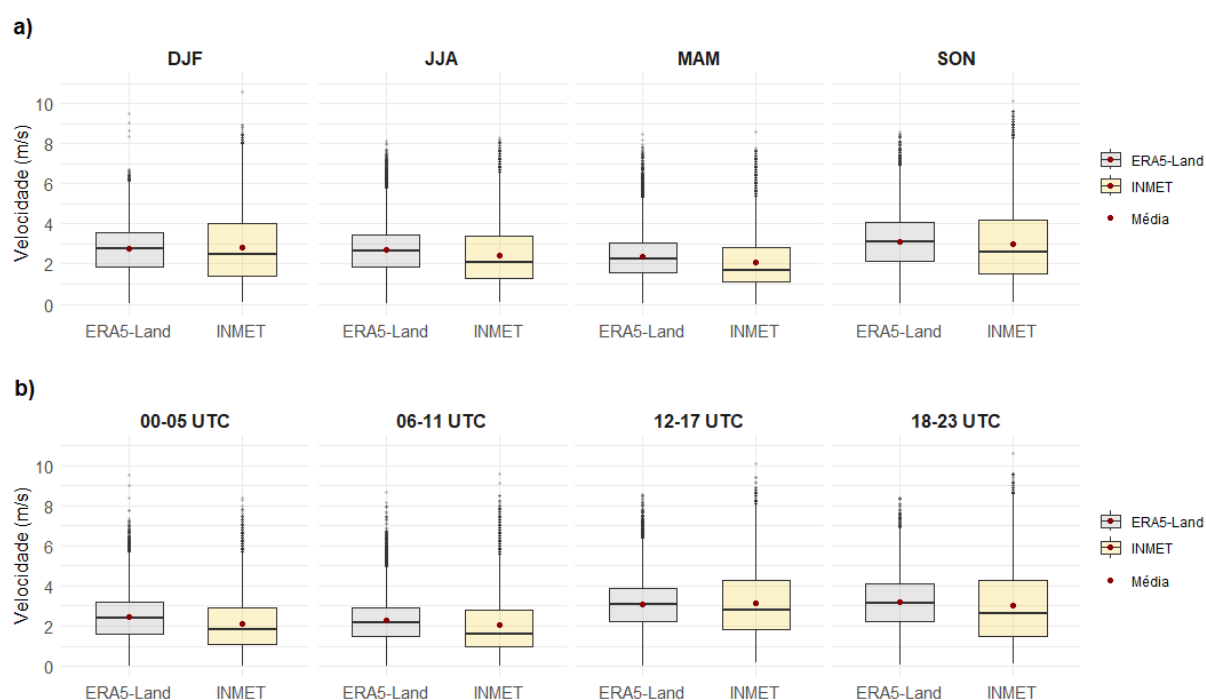 a)
DJF JJA MAM SON
Velocidade (m/s)
10
8
6
4
2
0
ERA5-Land INMET ERA5-Land INMET ERA5-Land INMET ERA5-Land INMET
ERA5-Land
INMET
Média
b)
00-05 UTC 06-11 UTC 12-17 UTC 18-23 UTC
Velocidade (m/s)
10
8
6
4
2
0
ERA5-Land INMET ERA5-Land INMET ERA5-Land INMET ERA5-Land INMET
ERA5-Land
INMET
Média